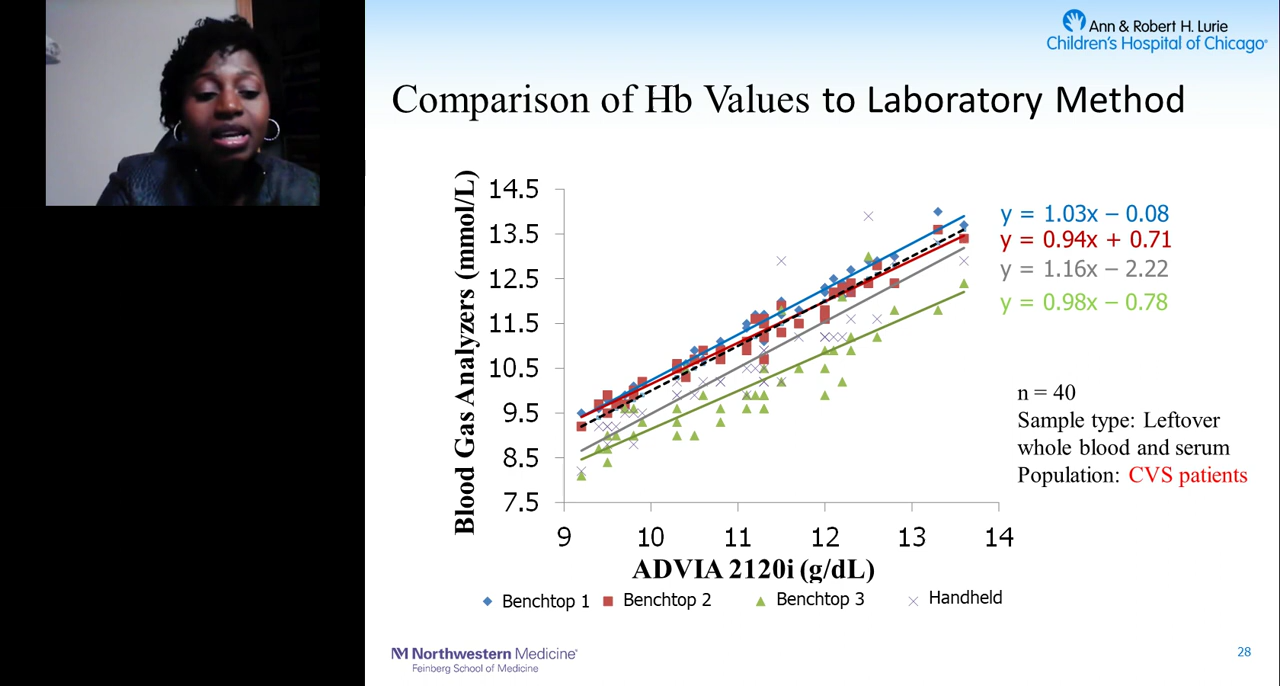 Ann & Robert H. Lurie
Children's Hospital of Chicago®
Comparison of Hb Values to Laboratory Method
Blood Gas Analyzers (mmol/L)
14.5
13.5
12.5
11.5
10.5
9.5
8.5
7.5
9 10 11 12 13 14
ADVIA 2120i (g/dL)
y = 1.03x – 0.08
y = 0.94x + 0.71
y = 1.16x – 2.22
y = 0.98x – 0.78
n = 40
Sample type: Leftover
whole blood and serum
Population: CVS patients
Benchtop 1 Benchtop 2 Benchtop 3 Handheld
Northwestern Medicine®
Feinberg School of Medicine
28